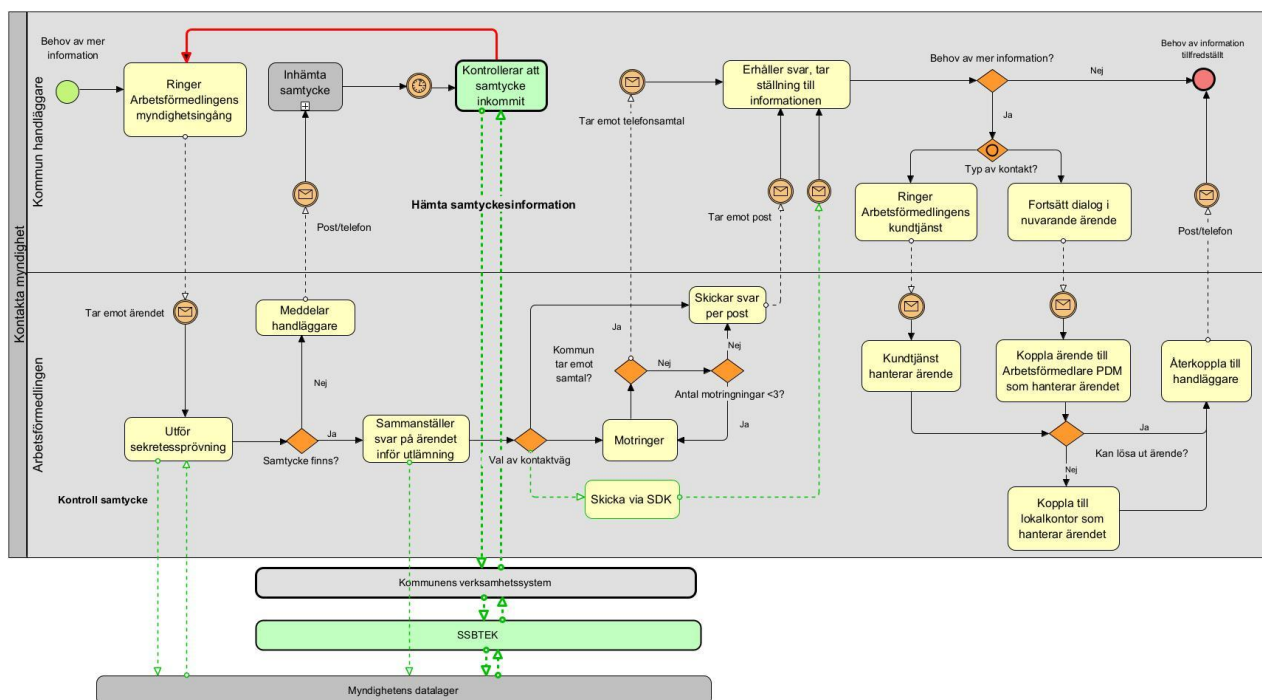 Kontakta myndighet
Kommun handläggare
Behov av mer
information
Ringer
Arbetsförmedlingens
myndighetsingång
Inhämta
samtycke
Kontrollerar att
samtycke
inkommit
Tar emot telefonsamtal
Erhåller svar, tar
ställning till
informationen
Behov av mer information?
Nej
Behov av information
tillfredställt
Ja
Typ av kontakt?
Ringer
Arbetsförmedlingens
kundtjänst
Fortsätt dialog i
nuvarande ärende
Hämta samtyckesinformation
Post/telefon
Tar emot post
Post/telefon
Arbetsförmedlingen
Tar emot ärendet
Meddelar
handläggare
Nej
Utför
sekretessprövning
Samtycke finns?
Ja
Sammanställer
svar på ärendet
inför utlämning
Val av kontaktväg
Skickar svar
per post
Ja
Kommun
tar emot
samtal?
Nej
Nej
Antal motringningar <3?
Ja
Motringer
Skicka via SDK
Kundtjänst
hanterar ärende
Koppla ärende till
Arbetsförmedlare PDM
som hanterar ärendet
Återkoppla till
handläggare
Ja
Kan lösa ut ärende?
Nej
Koppla till
lokalkontor som
hanterar ärendet
Kontroll samtycke
Kommunens verksamhetssystem
SSBTEK
Myndighetens datalager